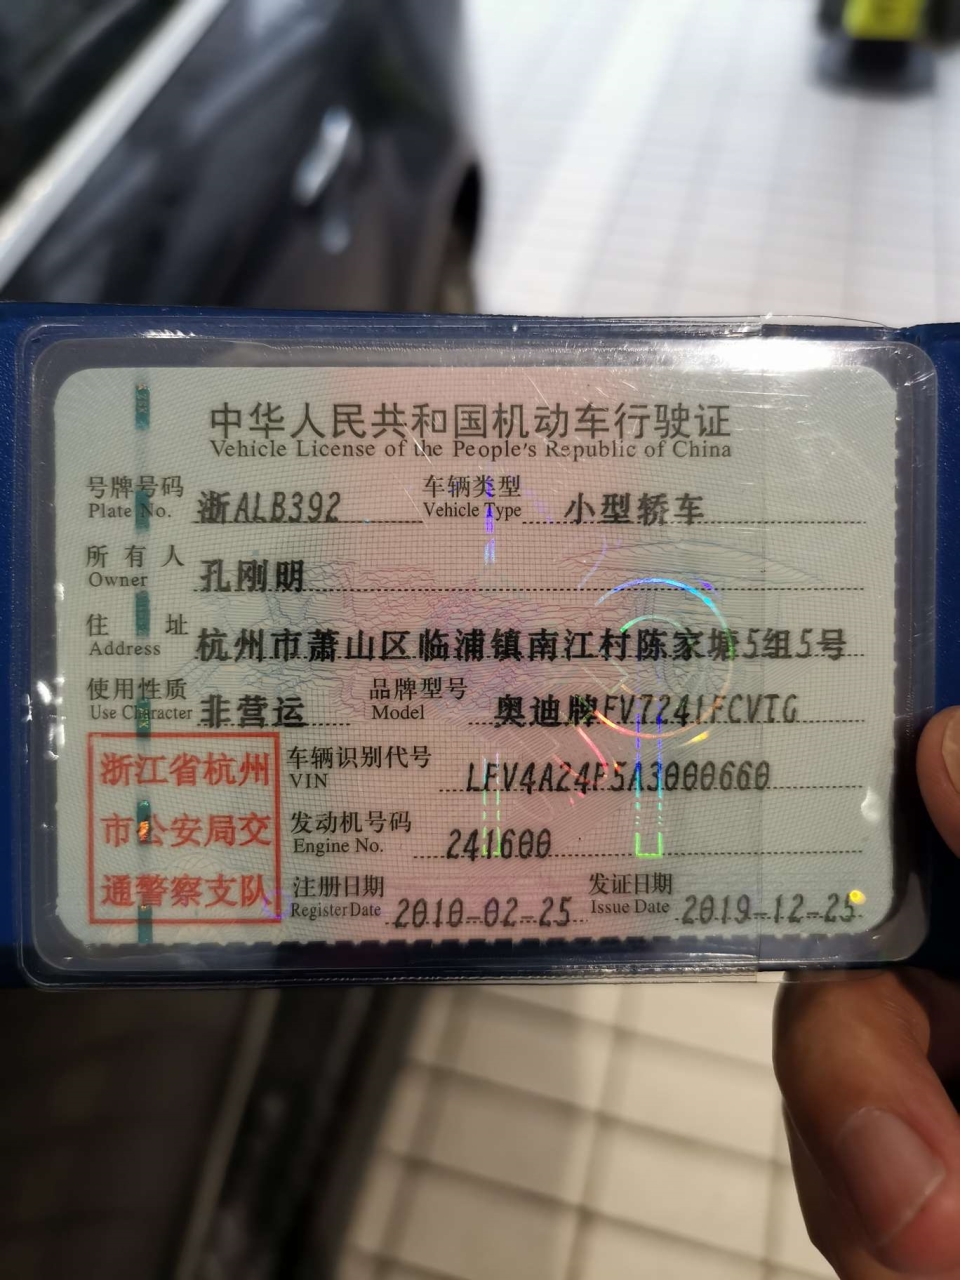 中华人民共和国机动车行驶证
Vehicle License of the People's Republic of China
号牌号码 浙ALB392 车辆类型 小型轿车
Plate No. Vehicle Type
所有人 孔刚明
Owner
住址 杭州市萧山区临浦镇南江村陈家塘5组5号
Address
使用性质 非营运 品牌型号 奥迪牌FV7241FCVTG
Use Character Model
浙江省杭州
市公安局交
通警察支队
车辆识别代号 LFV4A24F5A3000660
VIN
发动机号码 241600
Engine No.
注册日期 2010-02-25 发证日期 2019-12-25
Register Date Issue Date